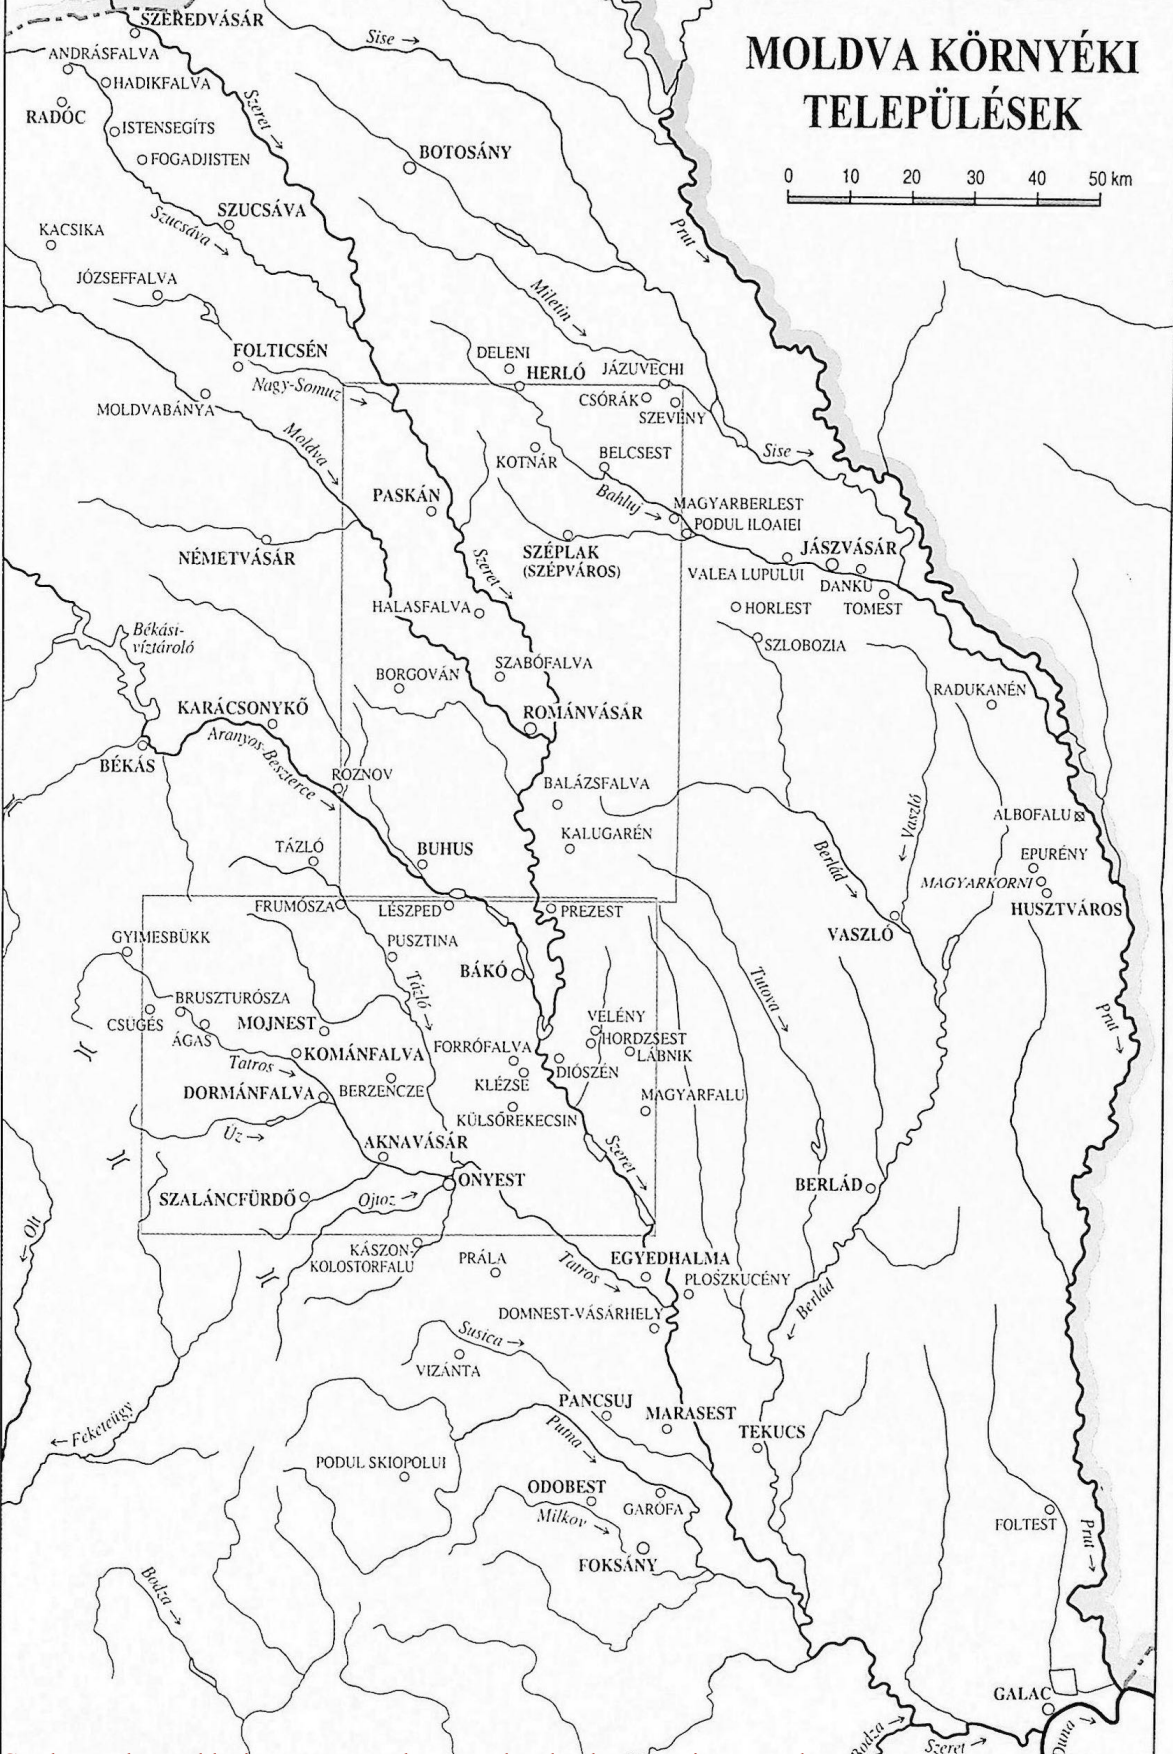 MOLDVA KÖRNYÉKI
TELEPÜLÉSEK
0 10 20 30 40 50 km
SZEREDVÁSÁR
Sise →
ANDRÁSFALVA
HADIKFALVA
RADÓC
Szeret →
ISTENSEGÍTS
FOGADJISTEN
BOTOSÁNY
SZUCSÁVA
Szucsáva →
KACSIKA
Prut →
JÓZSEFFALVA
Miletin →
FOLTICSÉN
DELENI
HERLÓ
JÁZUVECHI
Nagy-Somuz →
CSÓRÁK
SZEVENY
MOLDVABÁNYA
Moldva →
KOTNÁR
BELCSEST
Sise →
PASKÁN
Bahluj →
MAGYARBERLEST
PODUL ILOAIEI
NÉMETVÁSÁR
SZÉPLAK
(SZÉPVÁROS)
JÁSZVÁSÁR
VALEA LUPULUI
DANKU
Szeret →
HALASFALVA
HORLEST
TOMEST
Békási-
víztároló
SZLOBOZIA
BORGOVÁN
SZABÓFALVA
RADUKANÉN
KARÁCSONYKŐ
ROMÁNVÁSÁR
Aranyos-Beszterce →
BÉKÁS
ROZNOV
BALÁZSFALVA
← Vaszló
ALBOFALU
KALUGARÉN
TÁZLÓ
BUHUS
Berlád →
EPURÉNY
MAGYARKORNI
HUSZTVÁROS
FRUMÓSZA
LÉSZPED
PREZEST
VASZLÓ
GYIMESBÜKK
PUSZTINA
BÁKÓ
Tázló →
Tutova →
BRUSZTURÓSZA
CSÜGÉS
ÁGAS
MOJNEST
VÉLÉNY
HORDZSEST
Prut →
KOMÁNFALVA
FORRÓFALVA
LÁBNIK
Tatros →
DIÓSZÉN
KLÉZSE
DORMÁNFALVA
BERZENCZE
MAGYARFALU
KÜLSŐREKECSIN
Úz →
AKNAVÁSÁR
Szeret →
ONYEST
BERLÁD
SZALÁNCFÜRDŐ
Ojtoz →
← Olt
KÁSZON-
KOLOSTORFALU
PRÁLA
Tatros →
EGYEDHALMA
PLOSZKUCÉNY
← Berlád
DOMNEST-VÁSÁRHELY
Susica →
VIZÁNTA
PANCSUJ
MARASEST
TEKUCS
← Feketeügy
Putna →
PODUL SKIOPOLUI
ODOBEST
GARÓFA
Milkov →
FOLTEST
Prut →
FOKSÁNY
Bodza →
GALAC
Bodza →
Szeret →
Duna →